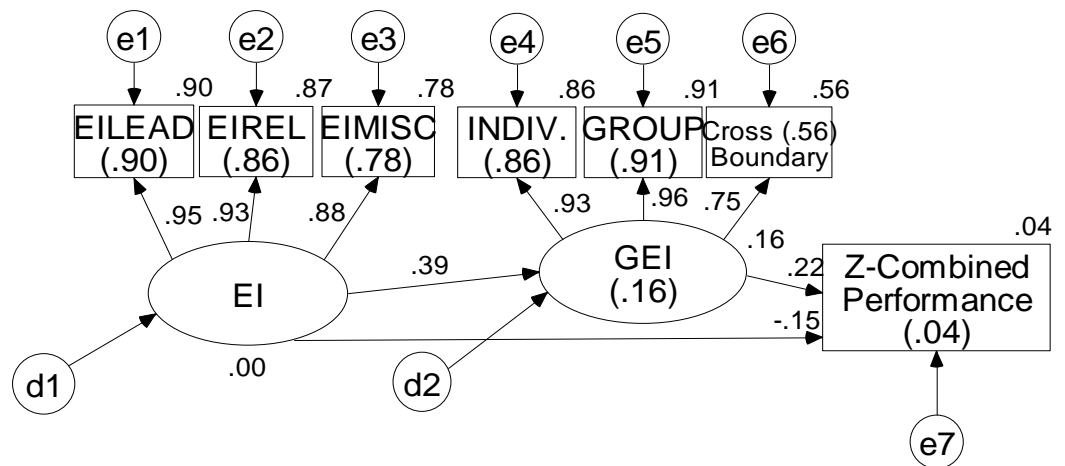 e1
e2
e3
e4
e5
e6
.90
.87
.78
.86
.91
.56
EILEAD
(.90)
EIREL
(.86)
EIMISC
(.78)
INDIV.
(.86)
GROUP
(.91)
Cross (.56)
Boundary
.95
.93
.88
.93
.96
.75
EI
.39
GEI
(.16)
.16
.22
-.15
.04
Z-Combined
Performance
(.04)
.00
d1
d2
e7